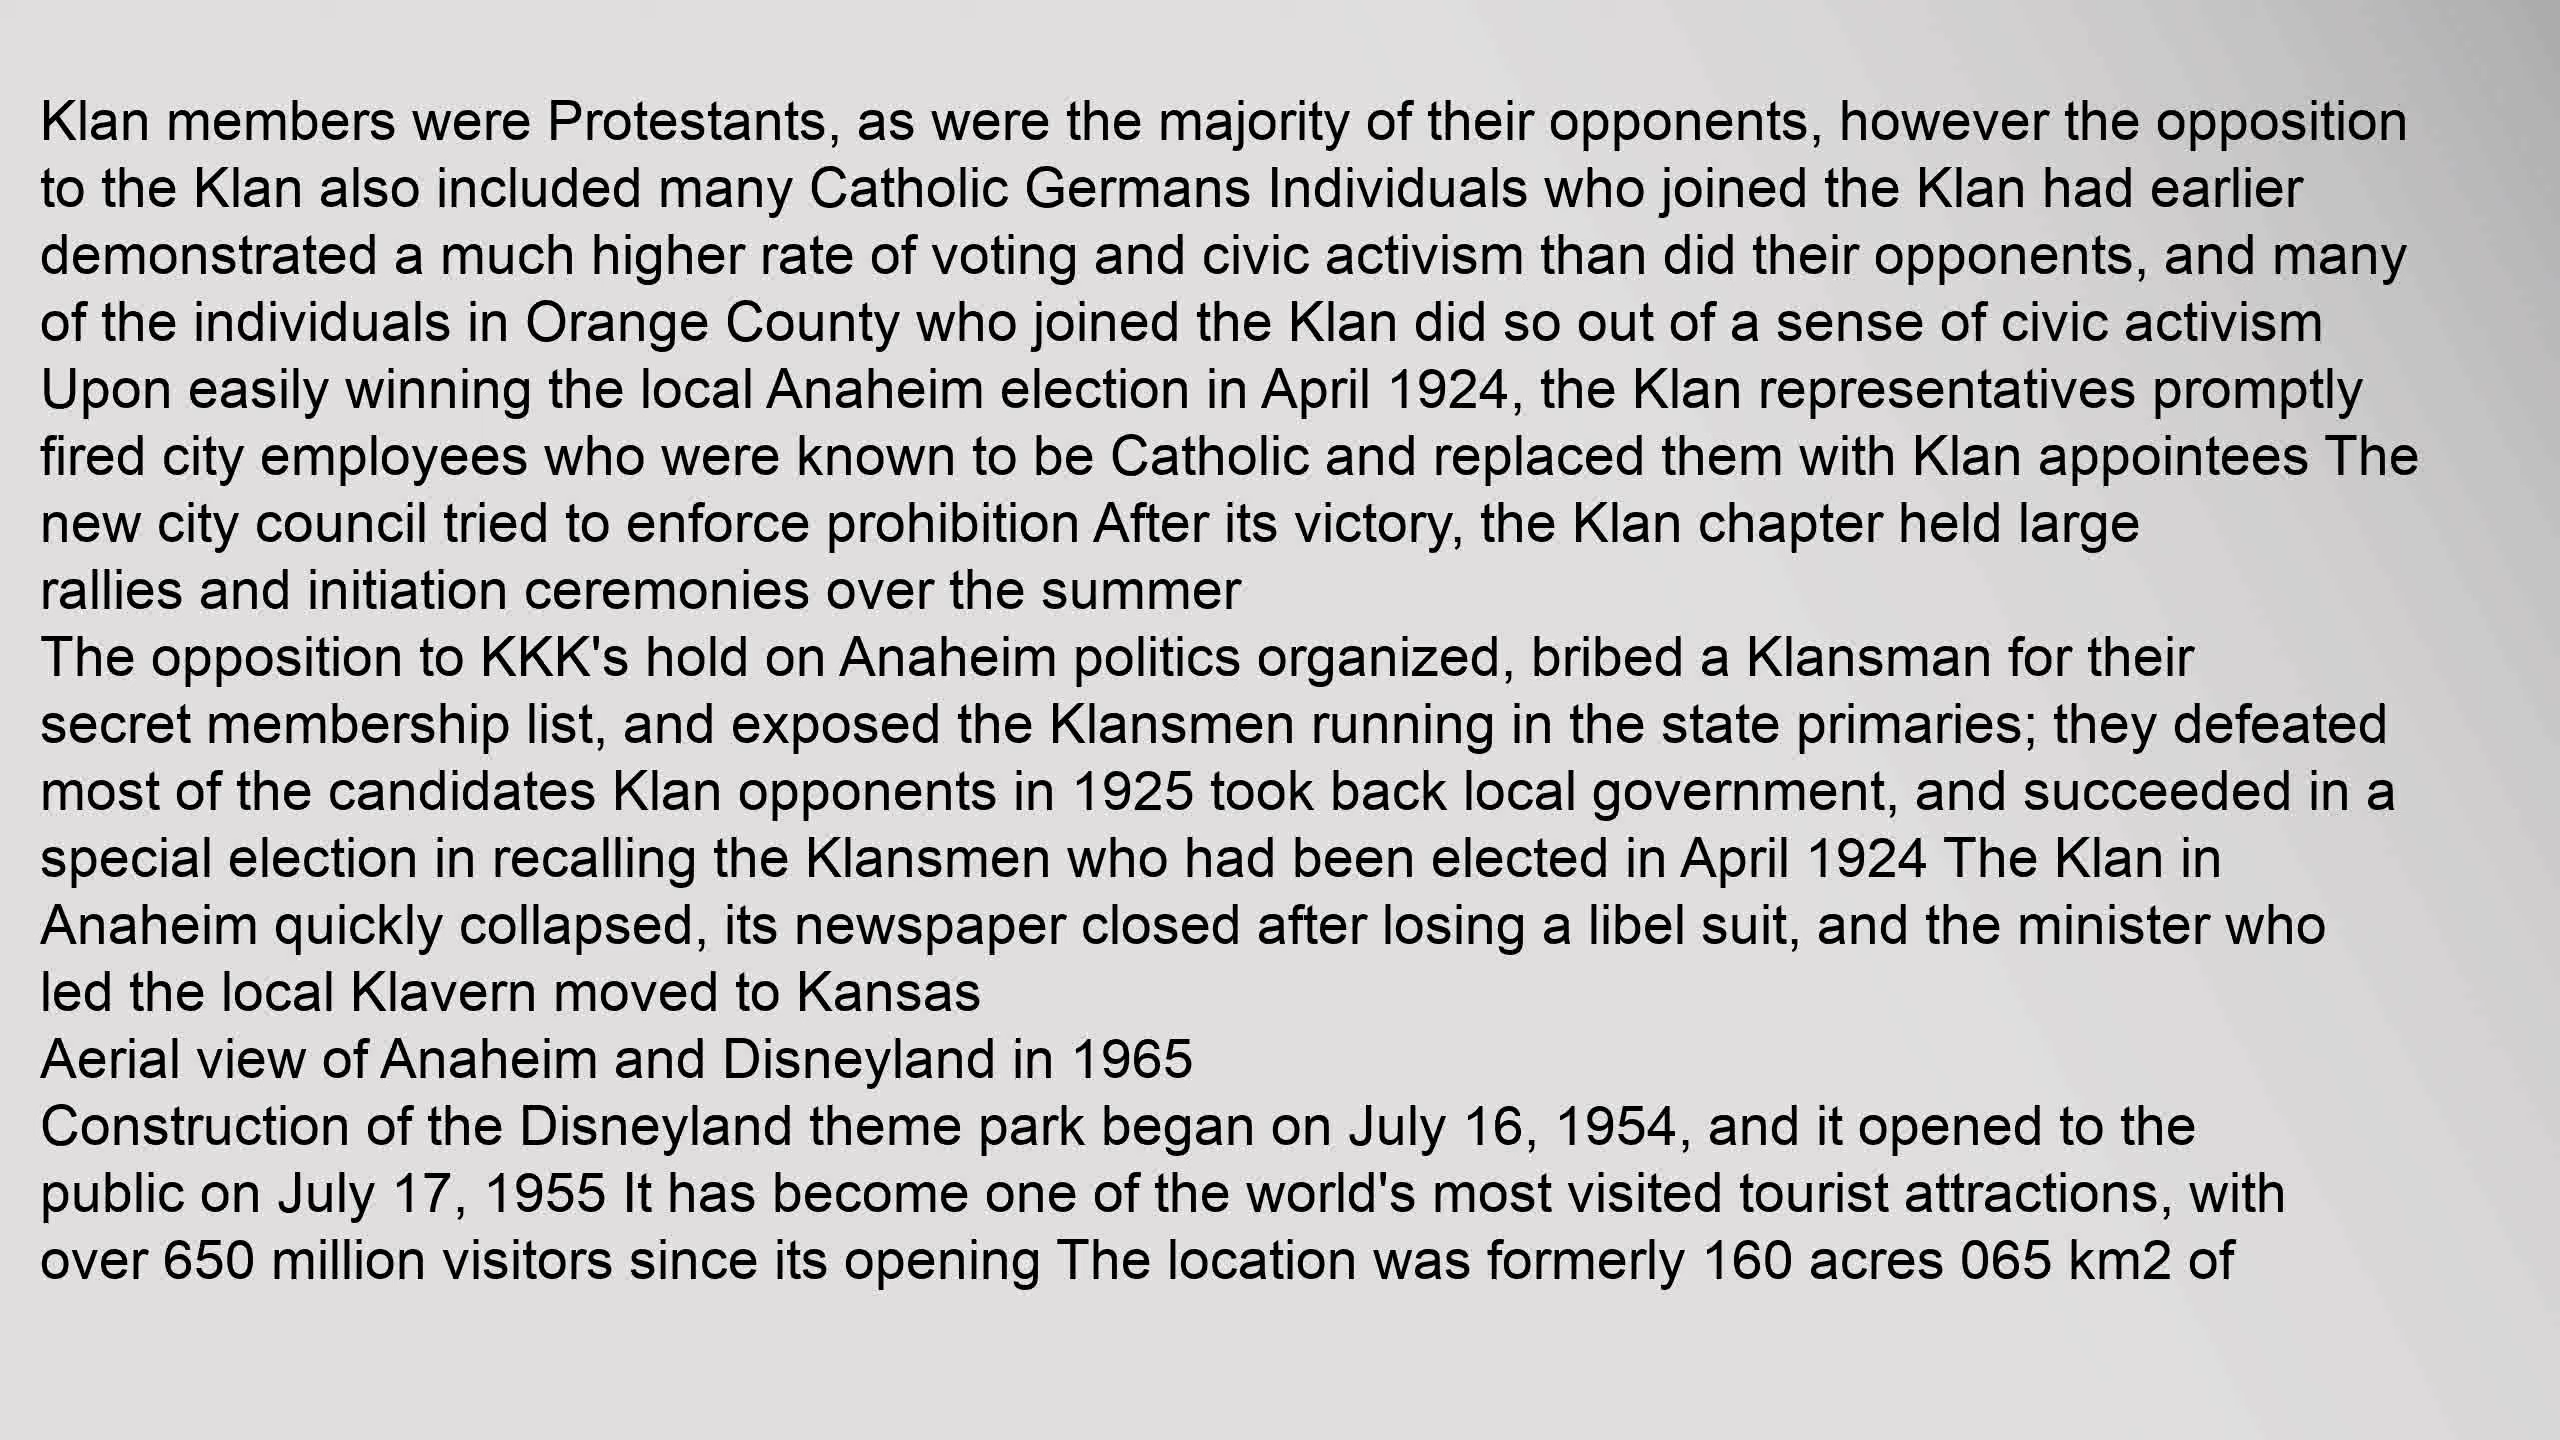 Klan members were Protestants, as were the majority of their opponents, however the opposition
to the Klan also included many Catholic Germans Individuals who joined the Klan had earlier
demonstrated a much higher rate of voting and civic activism than did their opponents, and many
of the individuals in Orange County who joined the Klan did so out of a sense of civic activism
Upon easily winning the local Anaheim election in April 1924, the Klan representatives promptly
fired city employees who were known to be Catholic and replaced them with Klan appointees The
new city council tried to enforce prohibition After its victory, the Klan chapter held large
rallies and initiation ceremonies over the summer
The opposition to KKK's hold on Anaheim politics organized, bribed a Klansman for their
secret membership list, and exposed the Klansmen running in the state primaries; they defeated
most of the candidates Klan opponents in 1925 took back local government, and succeeded in a
special election in recalling the Klansmen who had been elected in April 1924 The Klan in
Anaheim quickly collapsed, its newspaper closed after losing a libel suit, and the minister who
led the local Klavern moved to Kansas
Aerial view of Anaheim and Disneyland in 1965
Construction of the Disneyland theme park began on July 16, 1954, and it opened to the
public on July 17, 1955 It has become one of the world's most visited tourist attractions, with
over 650 million visitors since its opening The location was formerly 160 acres 065 km2 of